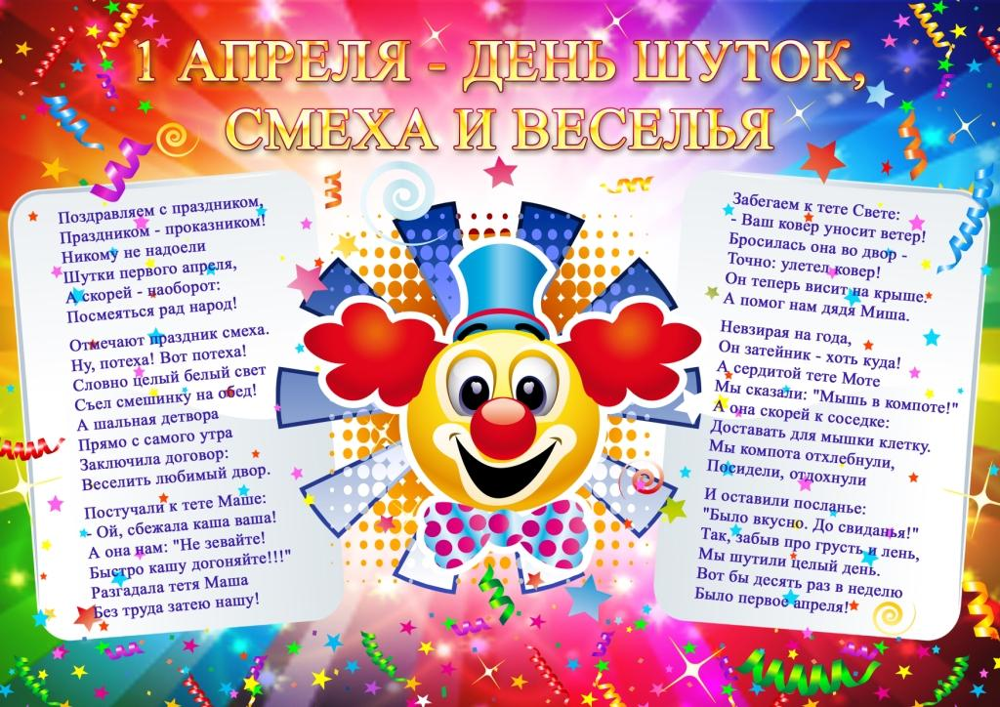 1 АПРЕЛЯ - ДЕНЬ ШУТОК,
СМЕХА И ВЕСЕЛЬЯ
Поздравляем с праздником,
Праздником - проказником!
Никому не надоели
Шутки первого апреля,
А скорей - наоборот:
Посмеяться рад народ!
Отмечают праздник смеха.
Ну, потеха! Вот потеха!
Словно целый белый свет
Съел смешинку на обед!
А шальная детвора
Прямо с самого утра
Заключила договор:
Веселить любимый двор.
Постучали к тете Маше:
- Ой, сбежала каша ваша!
А она нам: "Не зевайте!
Быстро кашу догоняйте!!!"
Разгадала тетя Маша
Без труда затею нашу!
Забегаем к тете Свете:
- Ваш ковер уносит ветер!
Бросилась она во двор -
Точно: улетел ковер!
Он теперь висит на крыше.
А помог нам дядя Миша.
Невзирая на года,
Он затейник - хоть куда!
А сердитой тете Моте
Мы сказали: "Мышь в компоте!"
А она скорей к соседке:
Доставать для мышки клетку.
Мы компота отхлебнули,
Посидели, отдохнули
И оставили посланье:
"Было вкусно. До свиданья!"
Так, забыв про грусть и лень,
Мы шутили целый день.
Вот бы десять раз в неделю
Было первое апреля!